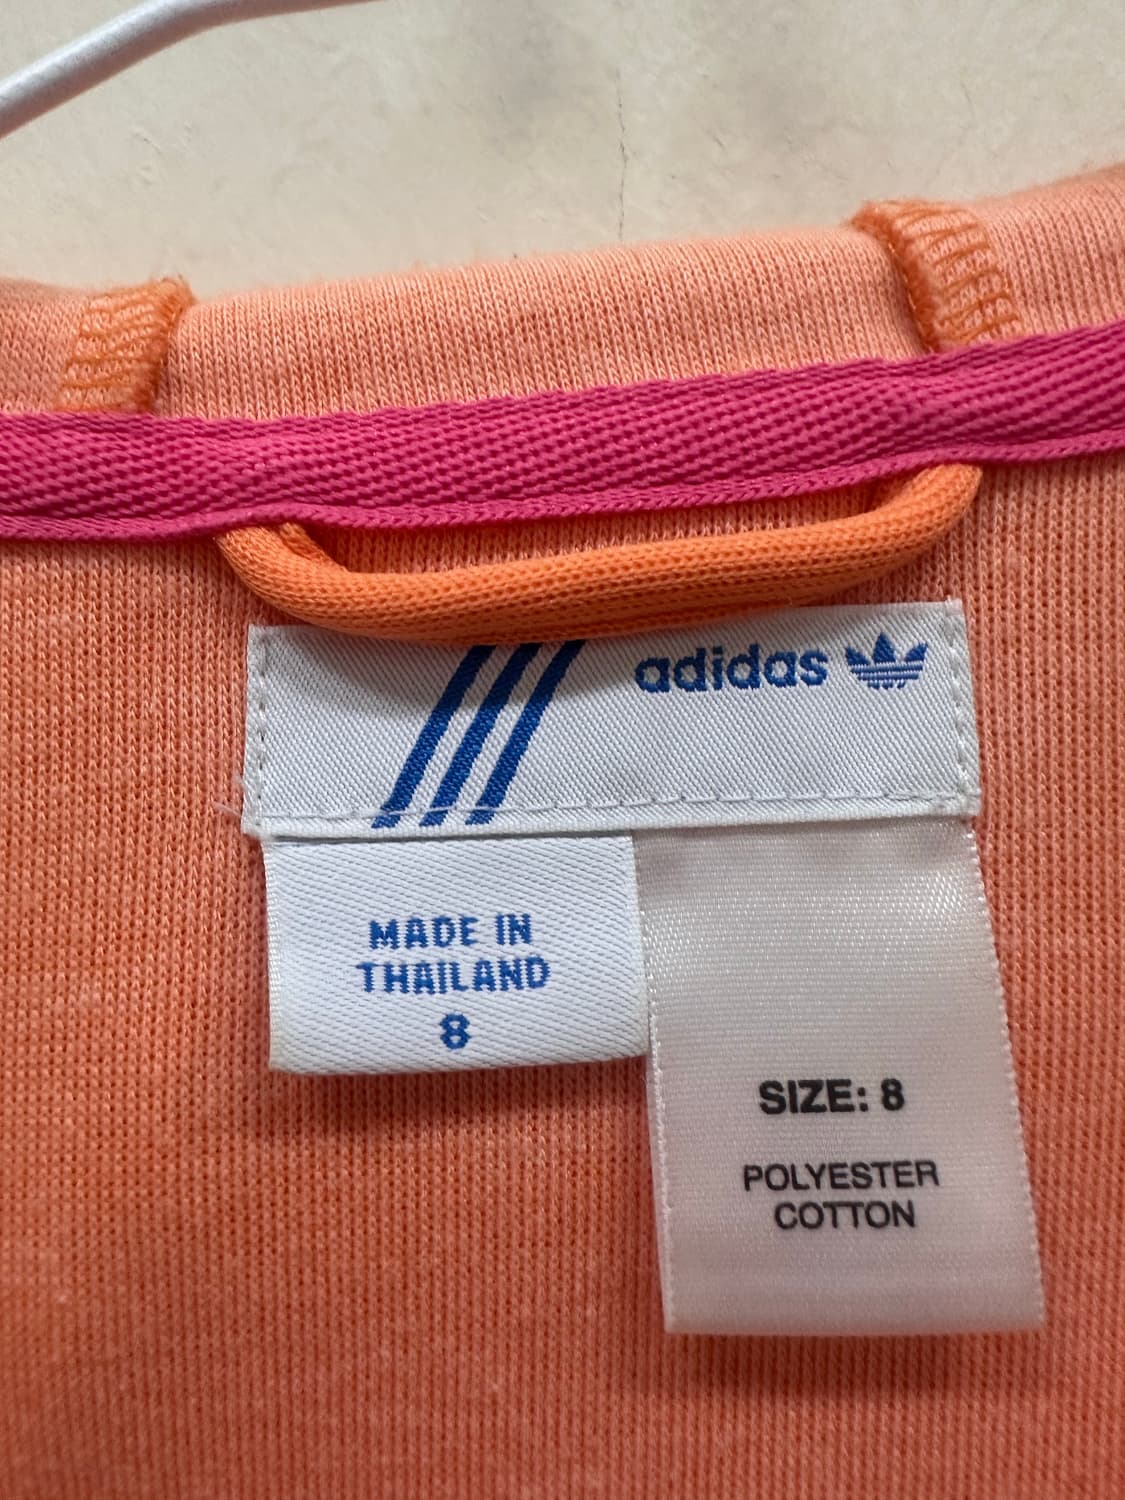 adidas
MADE IN
THAILAND
8
SIZE: 8
POLYESTER
COTTON